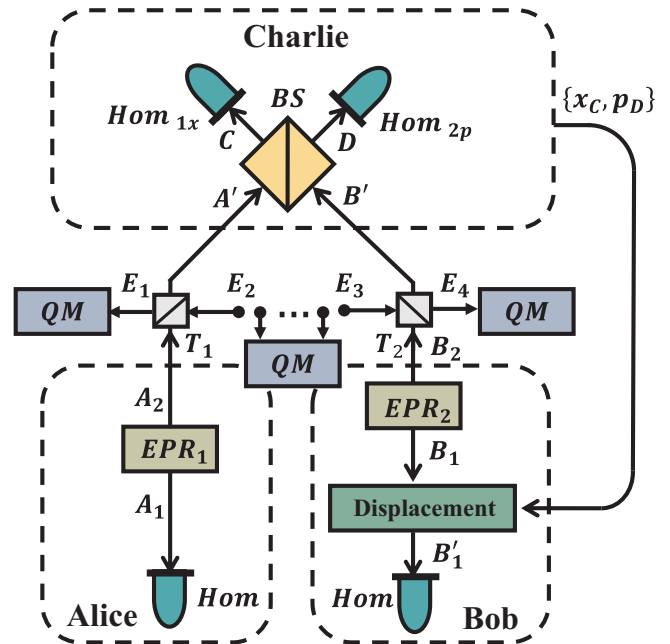 Charlie
Hom 1x
BS
Hom 2p
{x_C, p_D}
C
D
A′
B′
E₁
E₂
E₃
E₄
QM
...
QM
T₁
QM
T₂
B₂
A₂
EPR₁
EPR₂
B₁
A₁
Displacement
B′₁
Hom
Hom
Alice
Bob